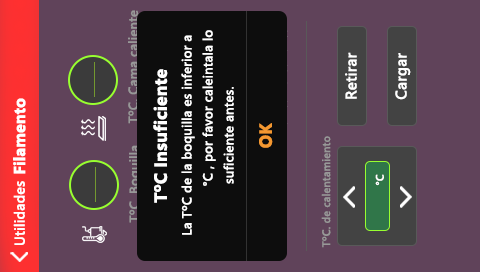 Utilidades Filamento
T°C. Boquilla
T°C. Cama caliente
T°C Insuficiente
La T°C de la boquilla es inferior a
°C , por favor caleintala lo
suficiente antes.
OK
T°C. de calentamiento
°C
Retirar
Cargar